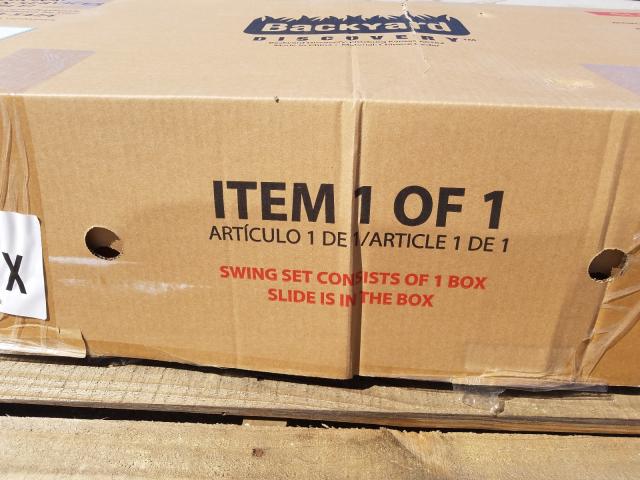 Backyard
DISCOVERY™
ITEM 1 OF 1
ARTÍCULO 1 DE 1/ARTICLE 1 DE 1
SWING SET CONSISTS OF 1 BOX
SLIDE IS IN THE BOX
X